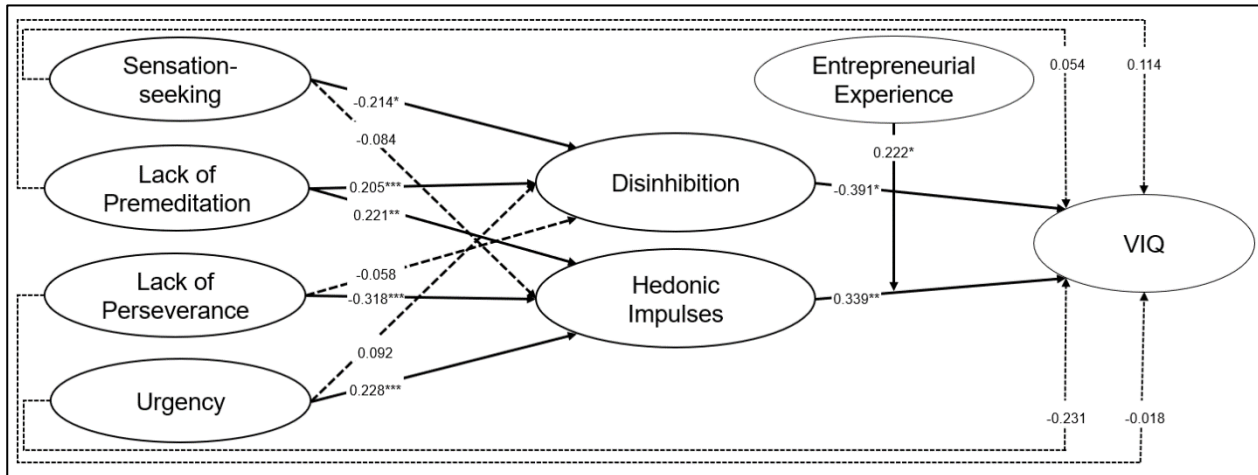 Sensation-
seeking
Lack of
Premeditation
Lack of
Perseverance
Urgency
-0.214*
-0.084
0.205***
0.221**
-0.058
-0.318***
0.092
0.228***
Disinhibition
Hedonic
Impulses
Entrepreneurial
Experience
0.222*
-0.391*
0.339**
0.054
0.114
VIQ
-0.231
-0.018